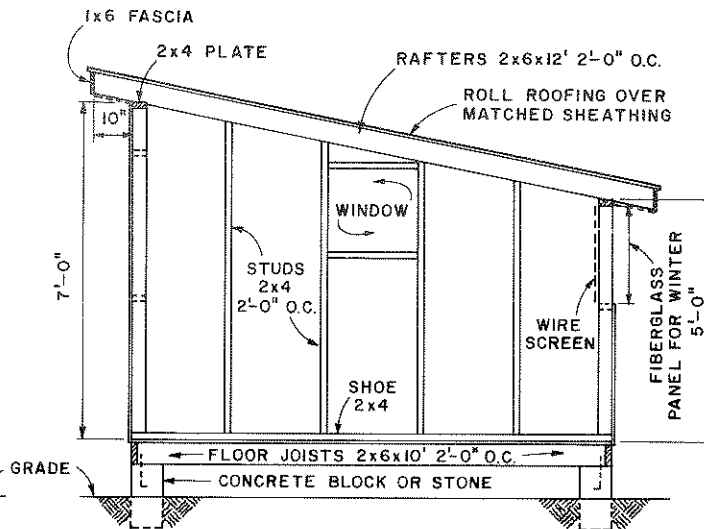 1x6 FASCIA
2x4 PLATE
RAFTERS 2x6x12' 2'-0" O.C.
ROLL ROOFING OVER
MATCHED SHEATHING
10"
WINDOW
7'-0"
STUDS
2x4
2'-0" O.C.
WIRE
SCREEN
FIBERGLASS
PANEL FOR WINTER
5'-0"
SHOE
2x4
FLOOR JOISTS 2x6x10' 2'-0" O.C.
GRADE
CONCRETE BLOCK OR STONE